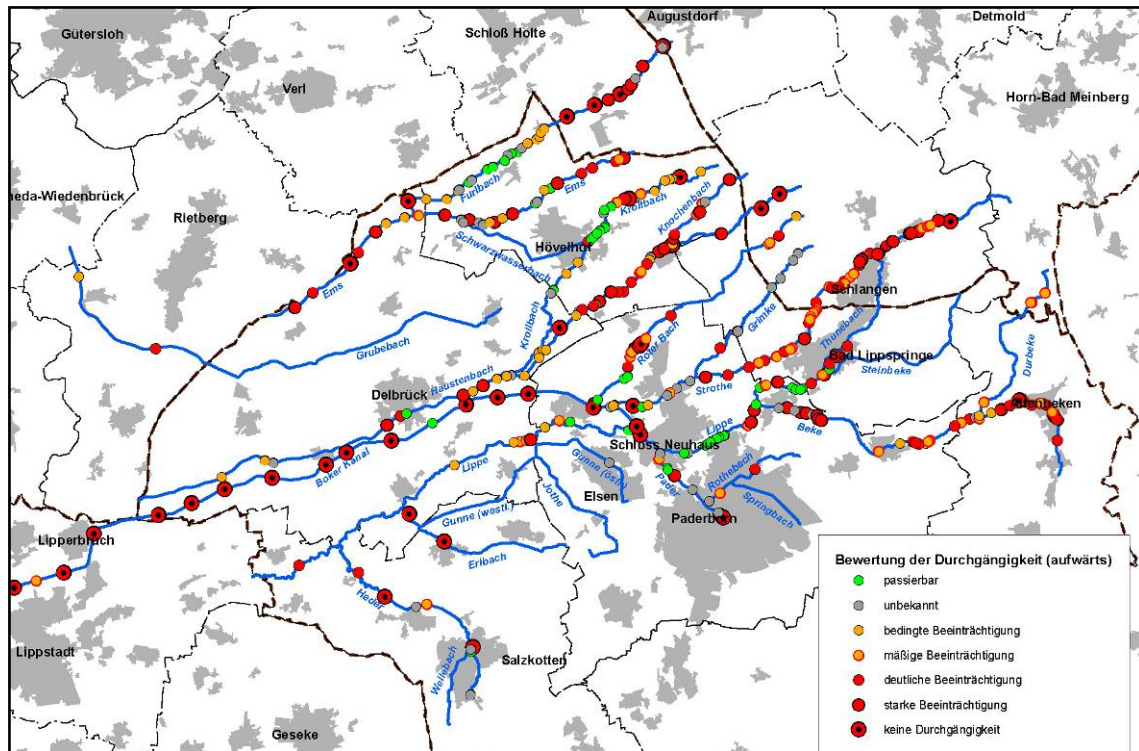 Gütersloh
Schloß Holte
Augustdorf
Detmold
Verl
Horn-Bad Meinberg
neda-Wiedenbrück
Rietberg
Furlbach
Ems
Krollbach
Knochenbach
Schwarzwasserbach
Hövelhof
Ems
Schlangen
Krollbach
Grimke
Thunebach
Grubebach
Roter Bach
Bad Lippspringe
Steinbeke
Durbeke
Haustenbach
Delbrück
Strothe
Altenbeken
Lippe
Beke
Schloss Neuhaus
Boker Kanal
Lippe
Gunne (östl.)
Elsen
Jothe
Pader
Rothebach
Springbach
Gunne (westl.)
Paderborn
Lipperbruch
Erlbach
Heder
Lippstadt
Salzkotten
Wellebach
Geseke
Bewertung der Durchgängigkeit (aufwärts)
passierbar
unbekannt
bedingte Beeinträchtigung
mäßige Beeinträchtigung
deutliche Beeinträchtigung
starke Beeinträchtigung
keine Durchgängigkeit